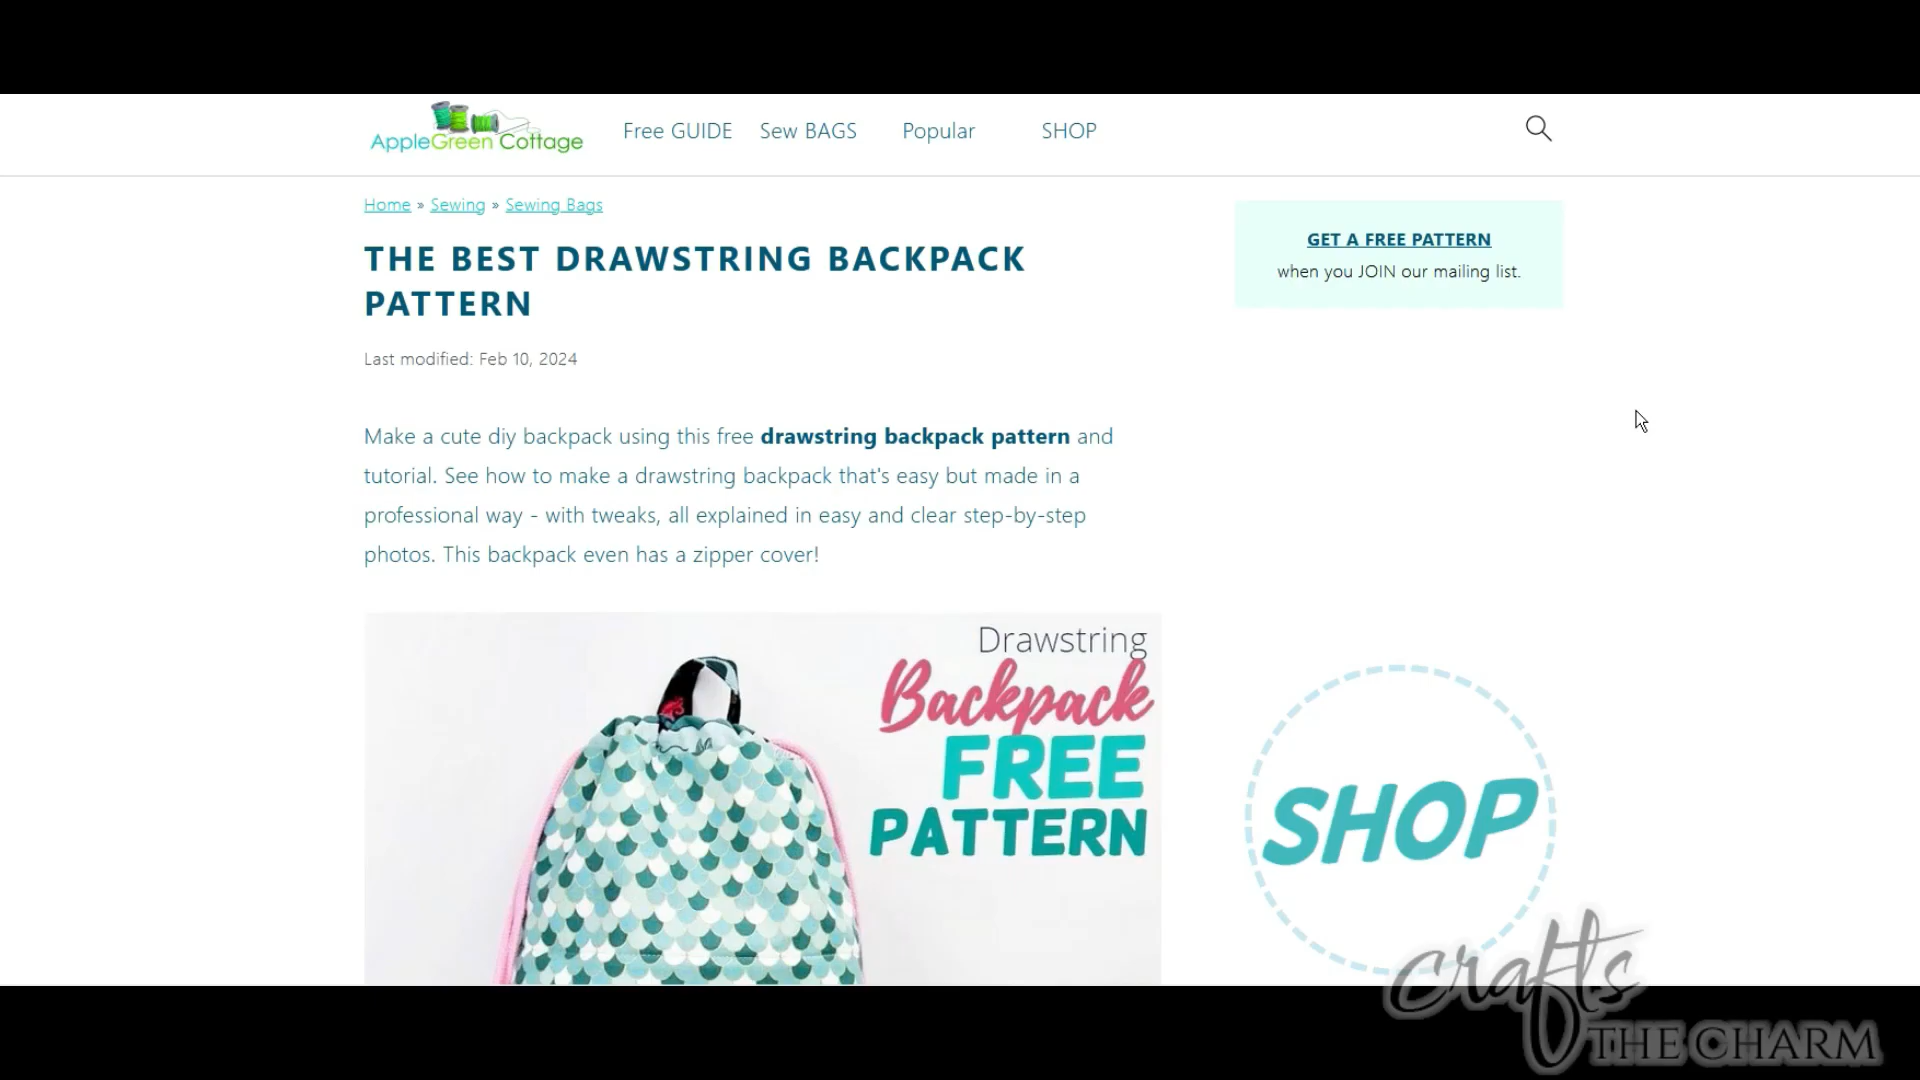 AppleGreen Cottage
Free GUIDE Sew BAGS Popular SHOP
Home » Sewing » Sewing Bags
THE BEST DRAWSTRING BACKPACK
PATTERN
Last modified: Feb 10, 2024
Make a cute diy backpack using this free drawstring backpack pattern and
tutorial. See how to make a drawstring backpack that's easy but made in a
professional way - with tweaks, all explained in easy and clear step-by-step
photos. This backpack even has a zipper cover!
Drawstring
Backpack
FREE
PATTERN
GET A FREE PATTERN
when you JOIN our mailing list.
SHOP
crafts
THE CHARM